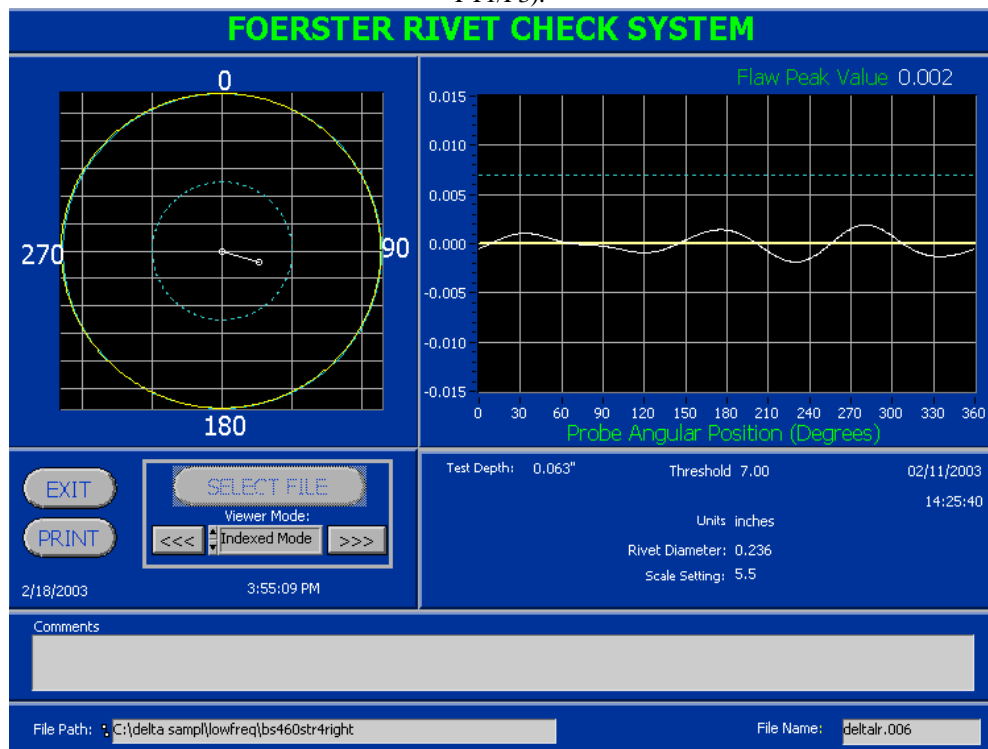 FOERSTER RIVET CHECK SYSTEM
0
270
90
180
Flaw Peak Value 0.002
0.015
0.010
0.005
0.000
-0.005
-0.010
-0.015
0 30 60 90 120 150 180 210 240 270 300 330 360
Probe Angular Position (Degrees)
EXIT
PRINT
SELECT FILE
Viewer Mode:
<<< Indexed Mode >>>
2/18/2003 3:55:09 PM
Test Depth: 0.063" Threshold 7.00 02/11/2003
14:25:40
Units inches
Rivet Diameter: 0.236
Scale Setting: 5.5
Comments
File Path: C:\delta sampl\lowfreq\bs460str4right
File Name: deltalr.006